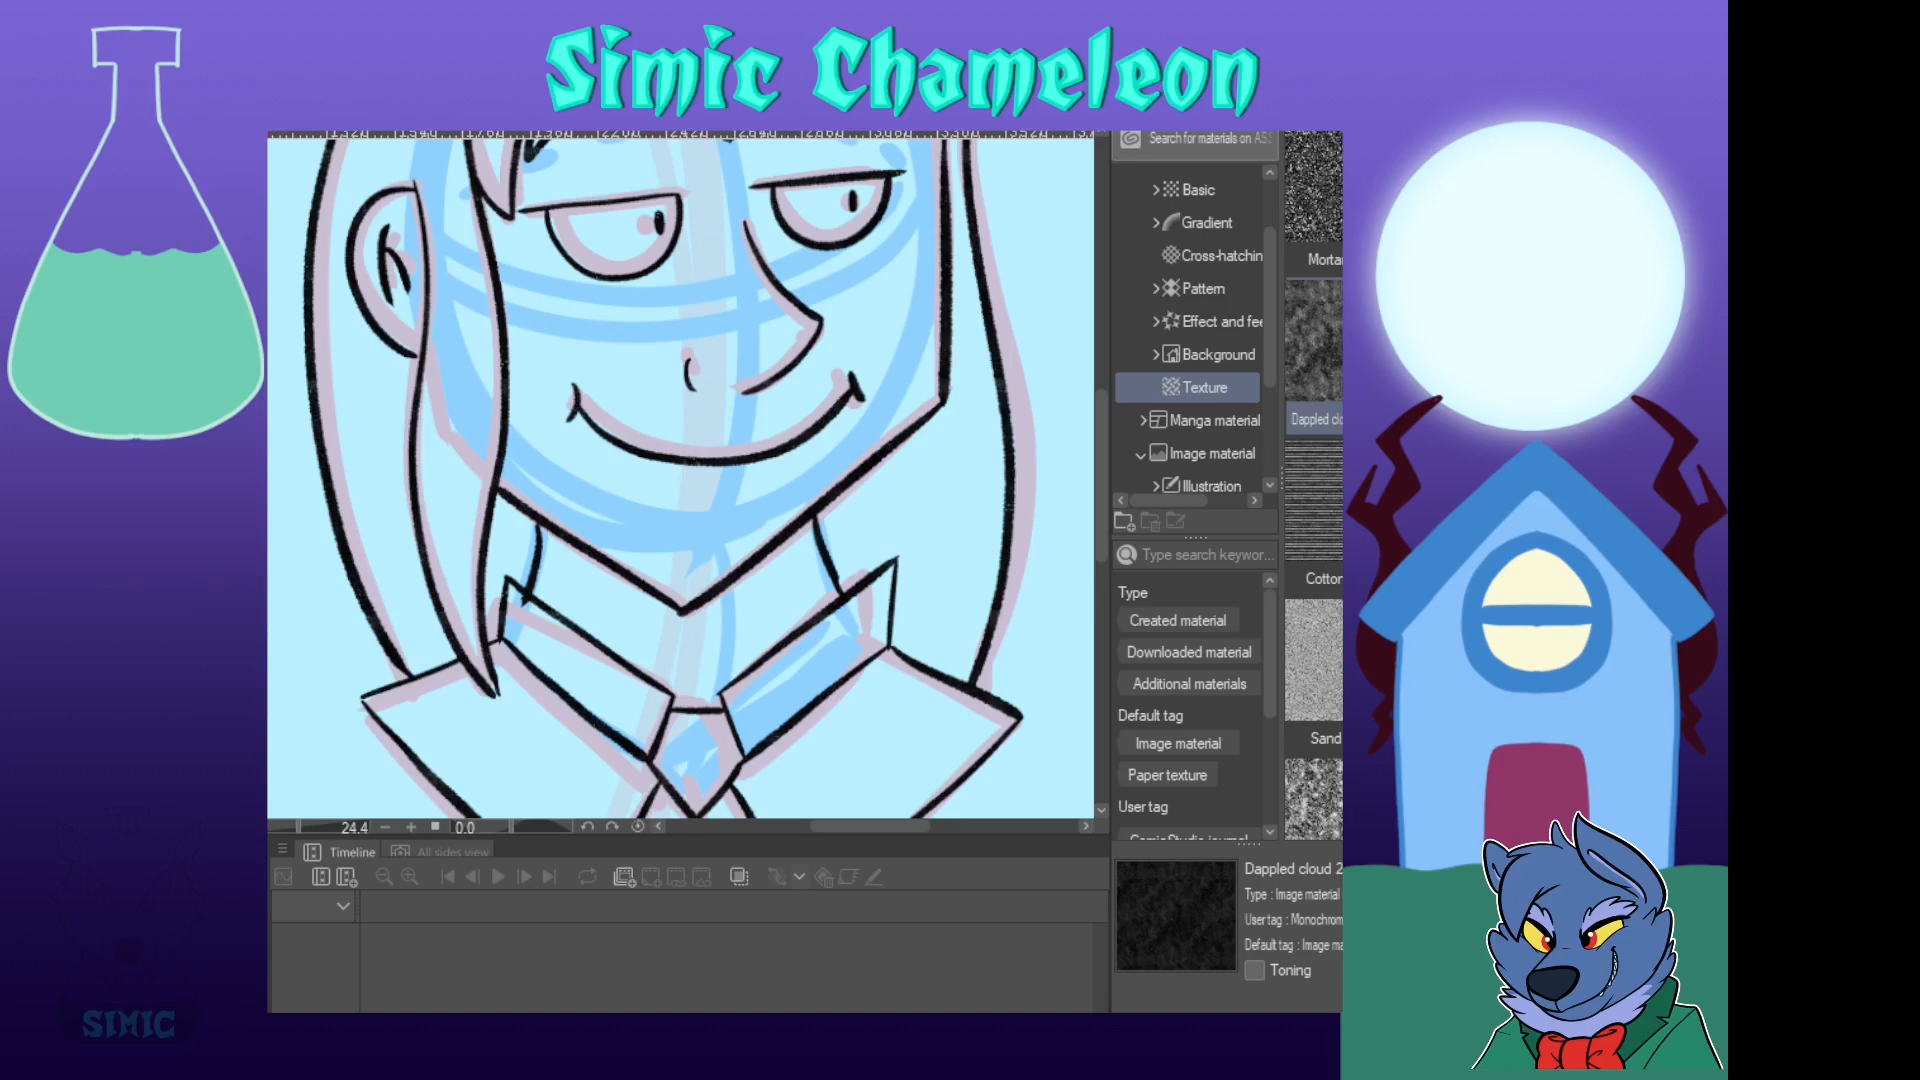 Simic Chameleon
Search for materials on ASS
Basic
Gradient
Cross-hatchin
Pattern
Effect and fee
Background
Texture
Manga material
Image material
Illustration
Morta
Dappled clo
Cotton
Sand
Type search keywor...
Type
Created material
Downloaded material
Additional materials
Default tag
Image material
Paper texture
User tag
24.4
0.0
Timeline
All sides view
Dappled cloud 2
Type : Image material
User tag : Monochrom
Default tag : Image ma
Toning
SIMIC